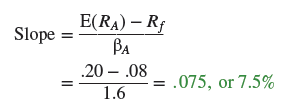 Slope = E(R_A) – R_f / β_A
= .20 – .08 / 1.6 = .075, or 7.5%